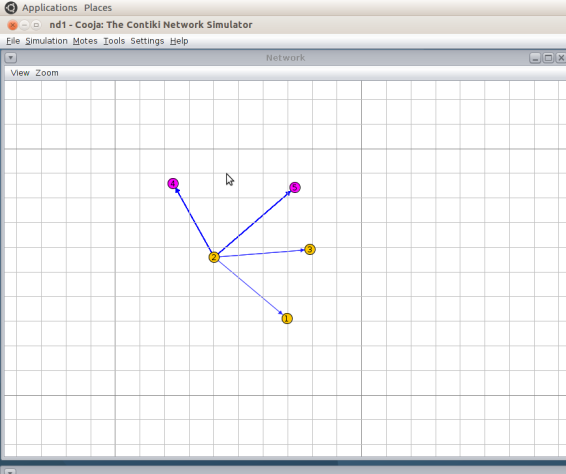 Applications Places
nd1 - Cooja: The Contiki Network Simulator
File Simulation Motes Tools Settings Help
Network
View Zoom
4
5
3
2
1